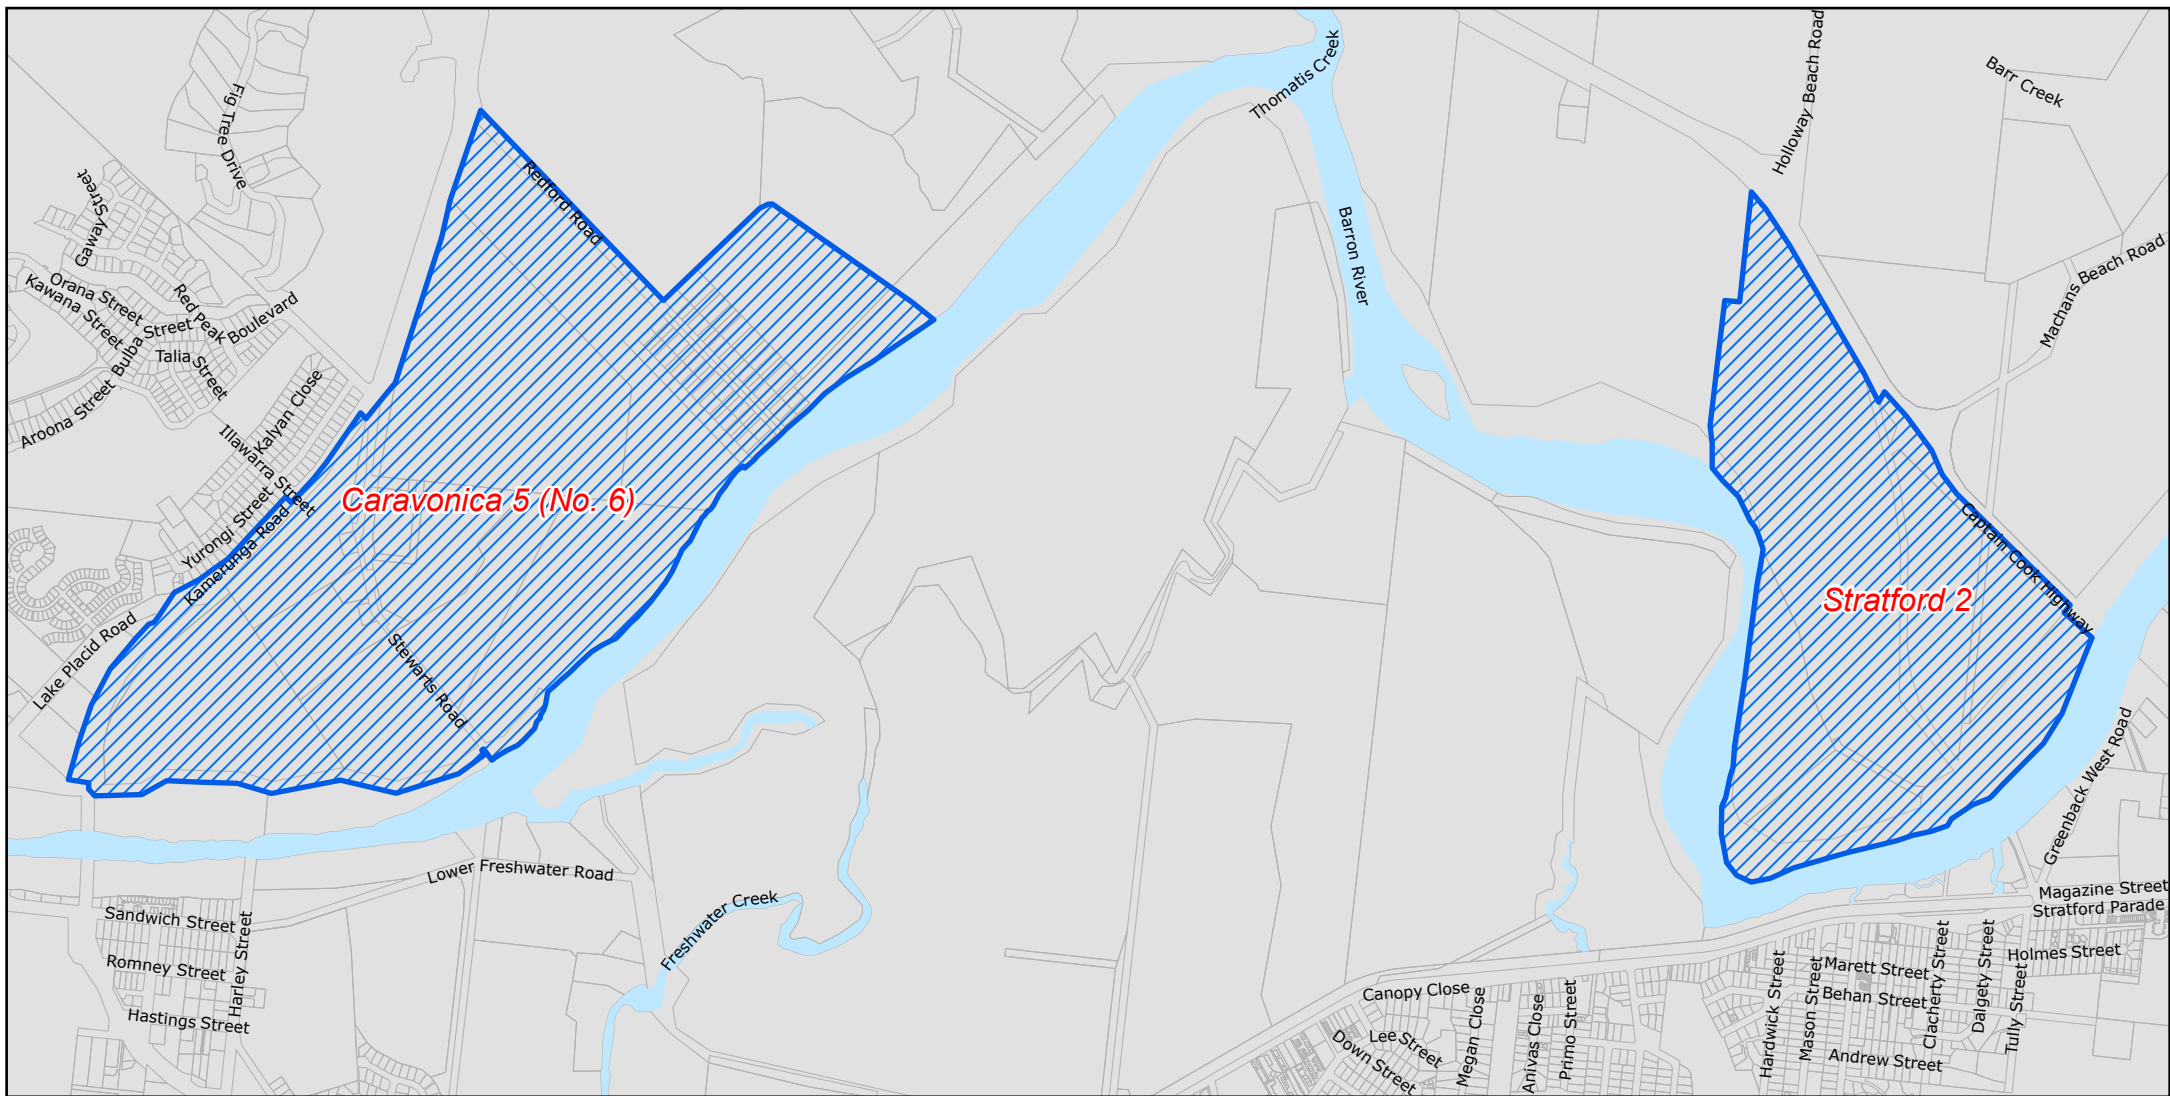 Thomatis Creek
Holloway Beach Road
Barr Creek
Fig Tree Drive
Redford Road
Gaway Street
Barron River
Machans Beach Road
Orana Street
Kawana Street
Red Peak Boulevard
Bulba Street
Talia Street
Aroona Street
Kalyan Close
Illawarra Street
Caravonica 5 (No. 6)
Yurongi Street
Kamerunga Road
Captain Cook Highway
Stratford 2
Lake Placid Road
Stewarts Road
Greenback West Road
Lower Freshwater Road
Freshwater Creek
Magazine Street
Stratford Parade
Sandwich Street
Harley Street
Romney Street
Hastings Street
Holmes Street
Marett Street
Behan Street
Clacherty Street
Dalgety Street
Tully Street
Hardwick Street
Mason Street
Andrew Street
Canopy Close
Lee Street
Down Street
Megan Close
Anivas Close
Primo Street